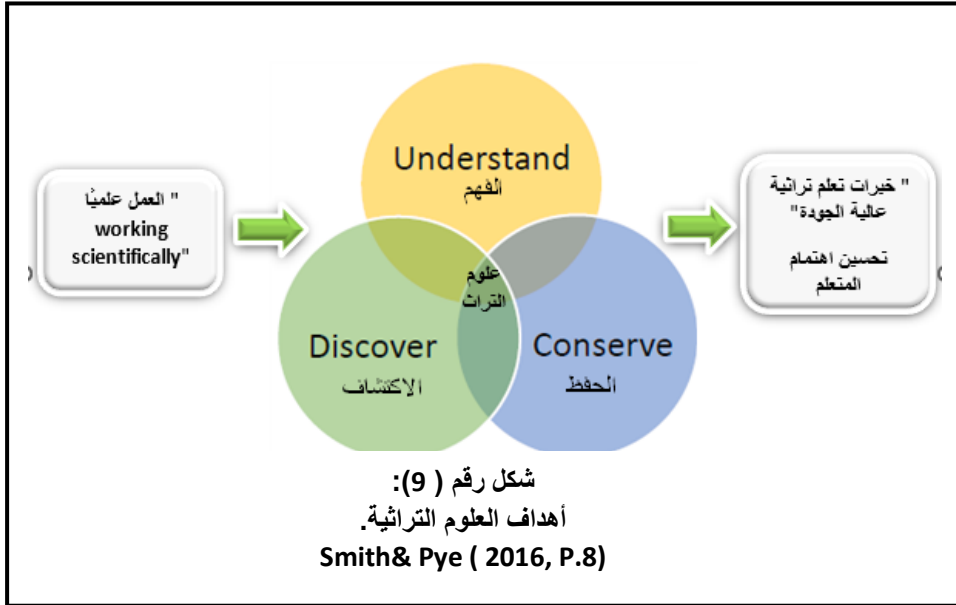 Understand
الفهم
" العمل علميًا
working
scientifically"
" خبرات تعلم تراثية
عالية الجودة"
تحسين اهتمام
المتعلم
علوم
التراث
Discover
الاكتشاف
Conserve
الحفظ
شكل رقم ( 9):
أهداف العلوم التراثية.
Smith& Pye ( 2016, P.8)